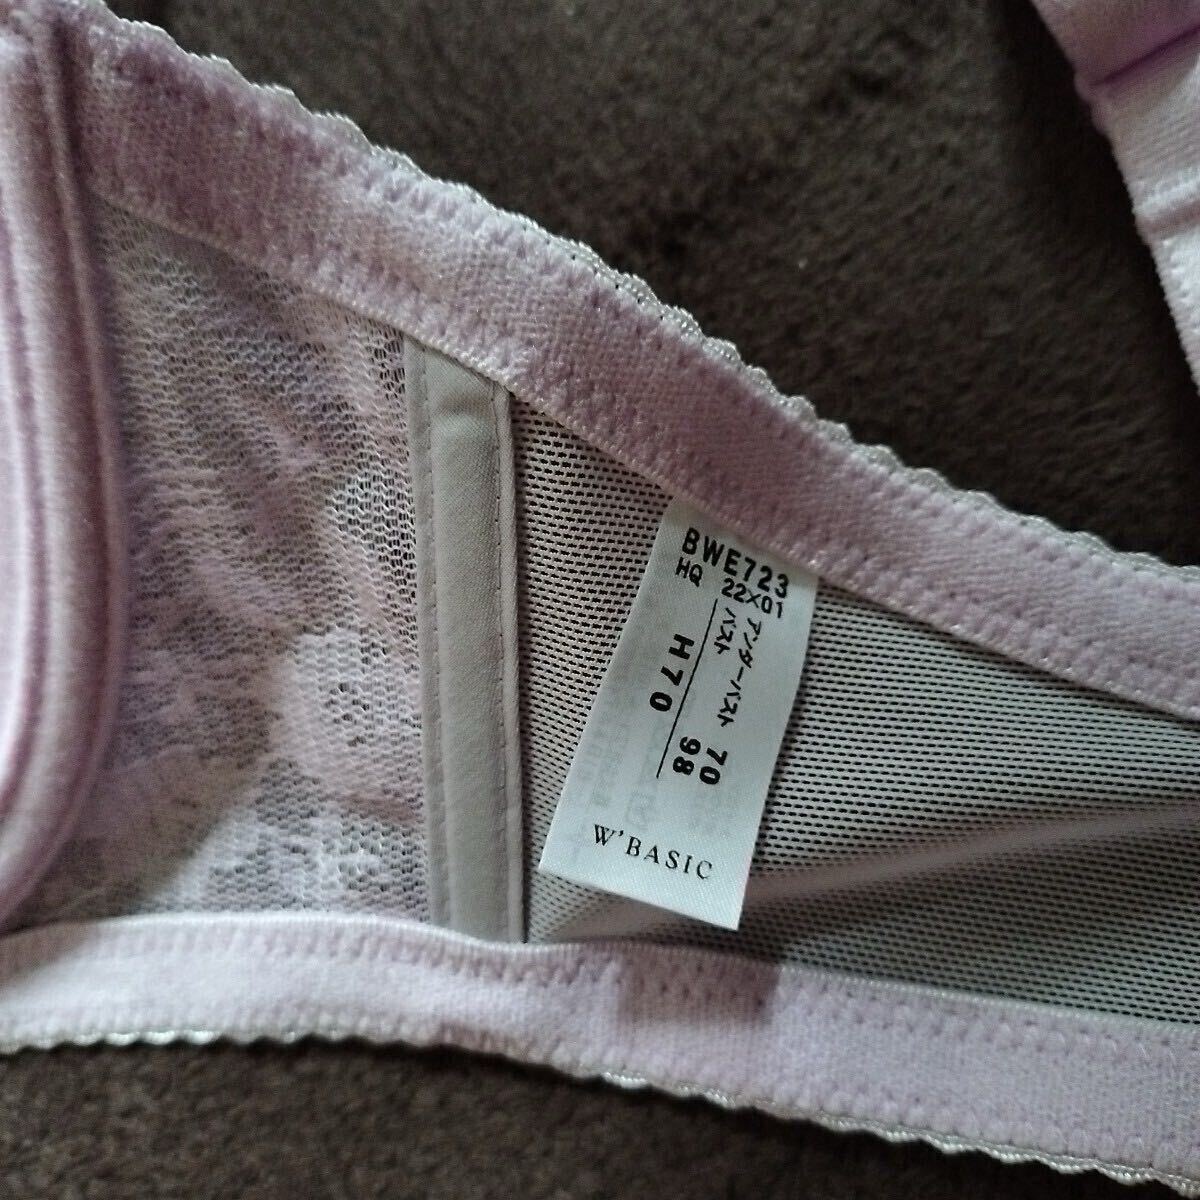 BWE723
HQ 22X01
アンダーバスト 70
バスト 98
H70
W'BASIC